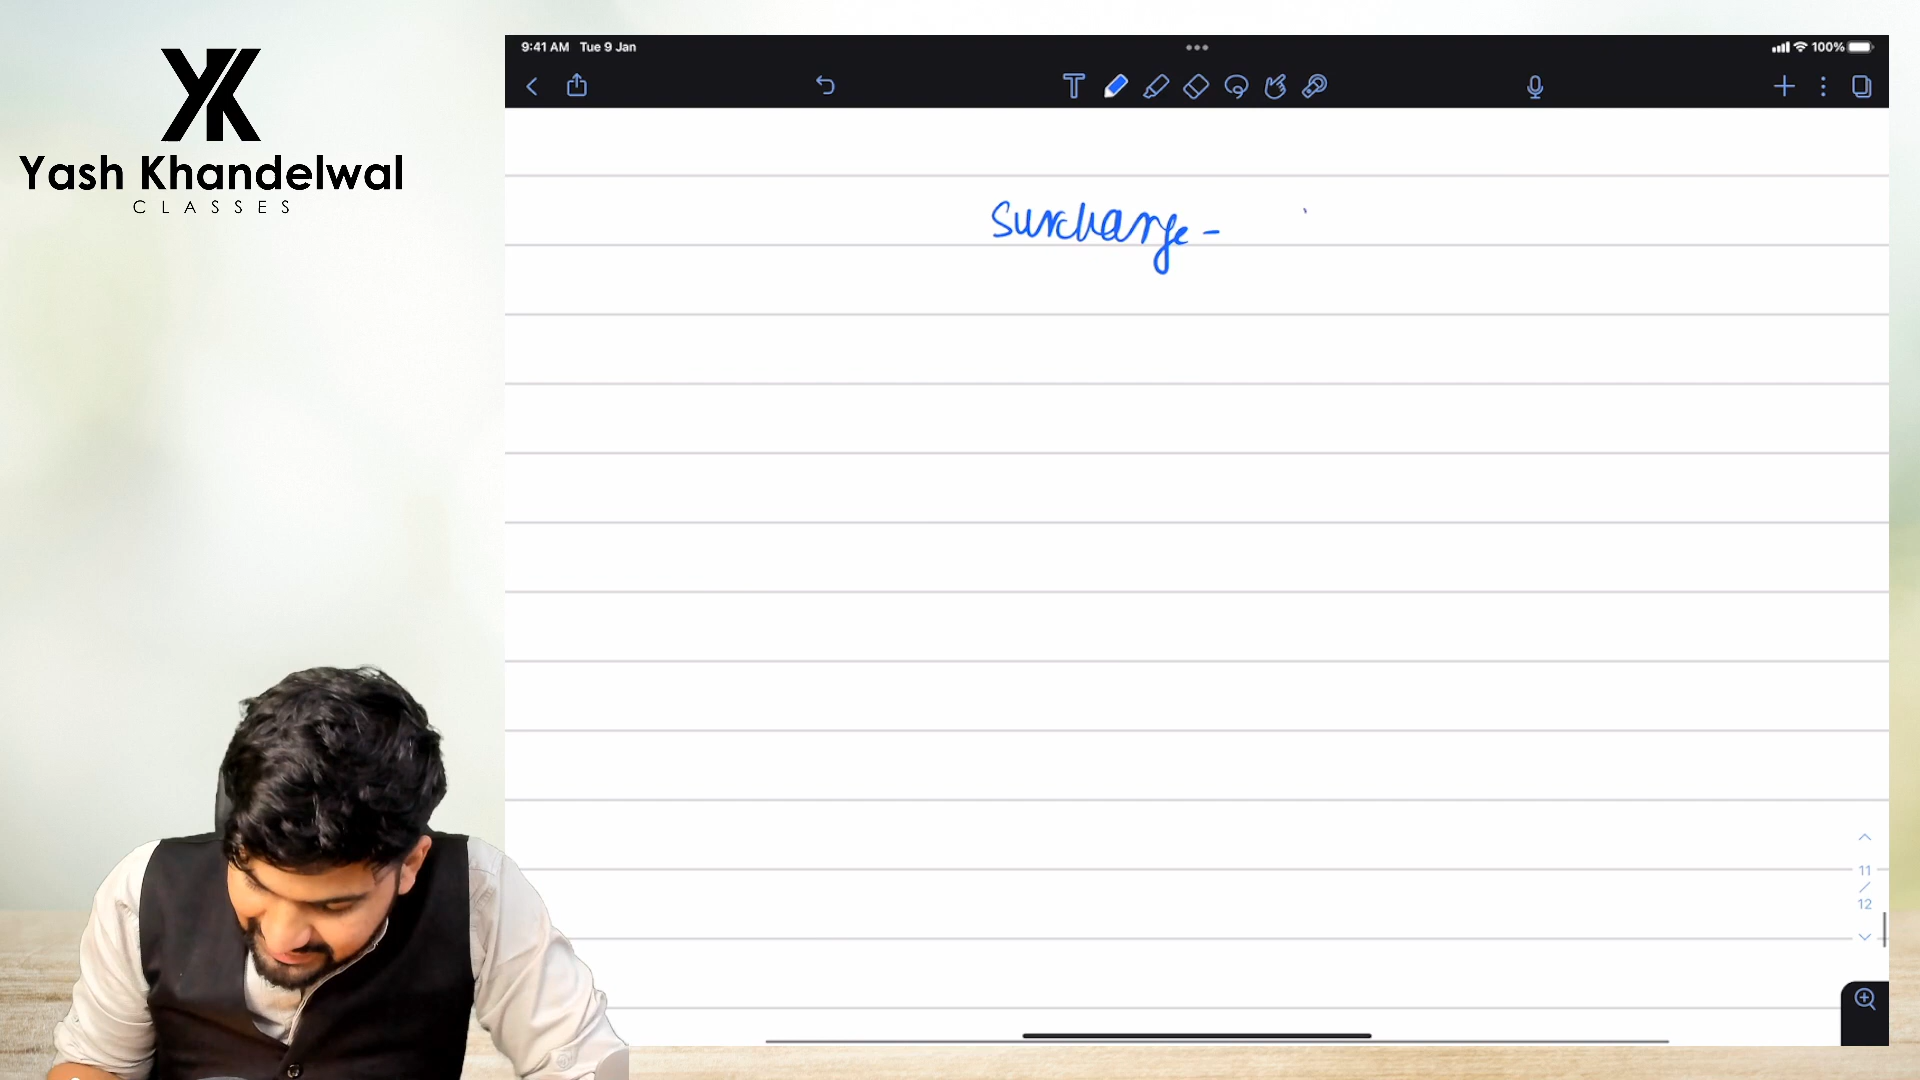 Yash Khandelwal
CLASSES
9:41 AM Tue 9 Jan
100%
Surcharge -
11
/
12